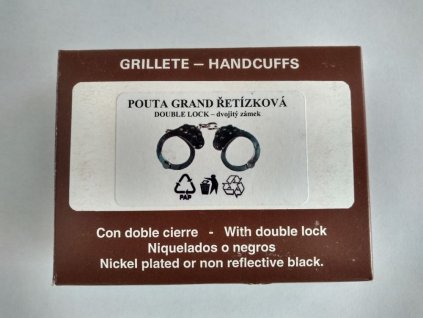 GRILLETE – HANDCUFFS
POUTA GRAND ŘETÍZKOVÁ
DOUBLE LOCK – dvojitý zámek
PAP
Con doble cierre - With double lock
Niquelados o negros
Nickel plated or non reflective black.